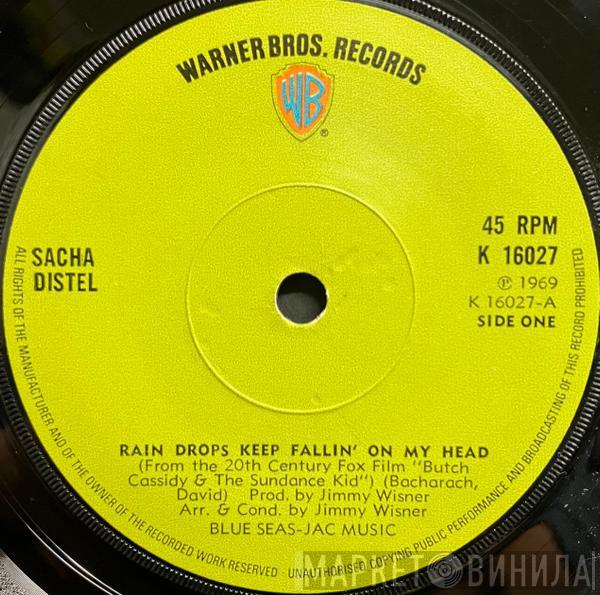 WARNER BROS. RECORDS
WB
®
SACHA
DISTEL
45 RPM
K 16027
℗ 1969
K 16027-A
SIDE ONE
RAIN DROPS KEEP FALLIN' ON MY HEAD
(From the 20th Century Fox Film "Butch
Cassidy & The Sundance Kid") (Bacharach,
David) Prod. by Jimmy Wisner
Arr. & Cond. by Jimmy Wisner
BLUE SEAS-JAC MUSIC
ALL RIGHTS OF THE MANUFACTURER AND OF THE OWNER OF THE RECORDED WORK RESERVED - UNAUTHORISED COPYING PUBLIC PERFORMANCE AND BROADCASTING OF THIS RECORD PROHIBITED
МАРКЕТ ВИНИЛА